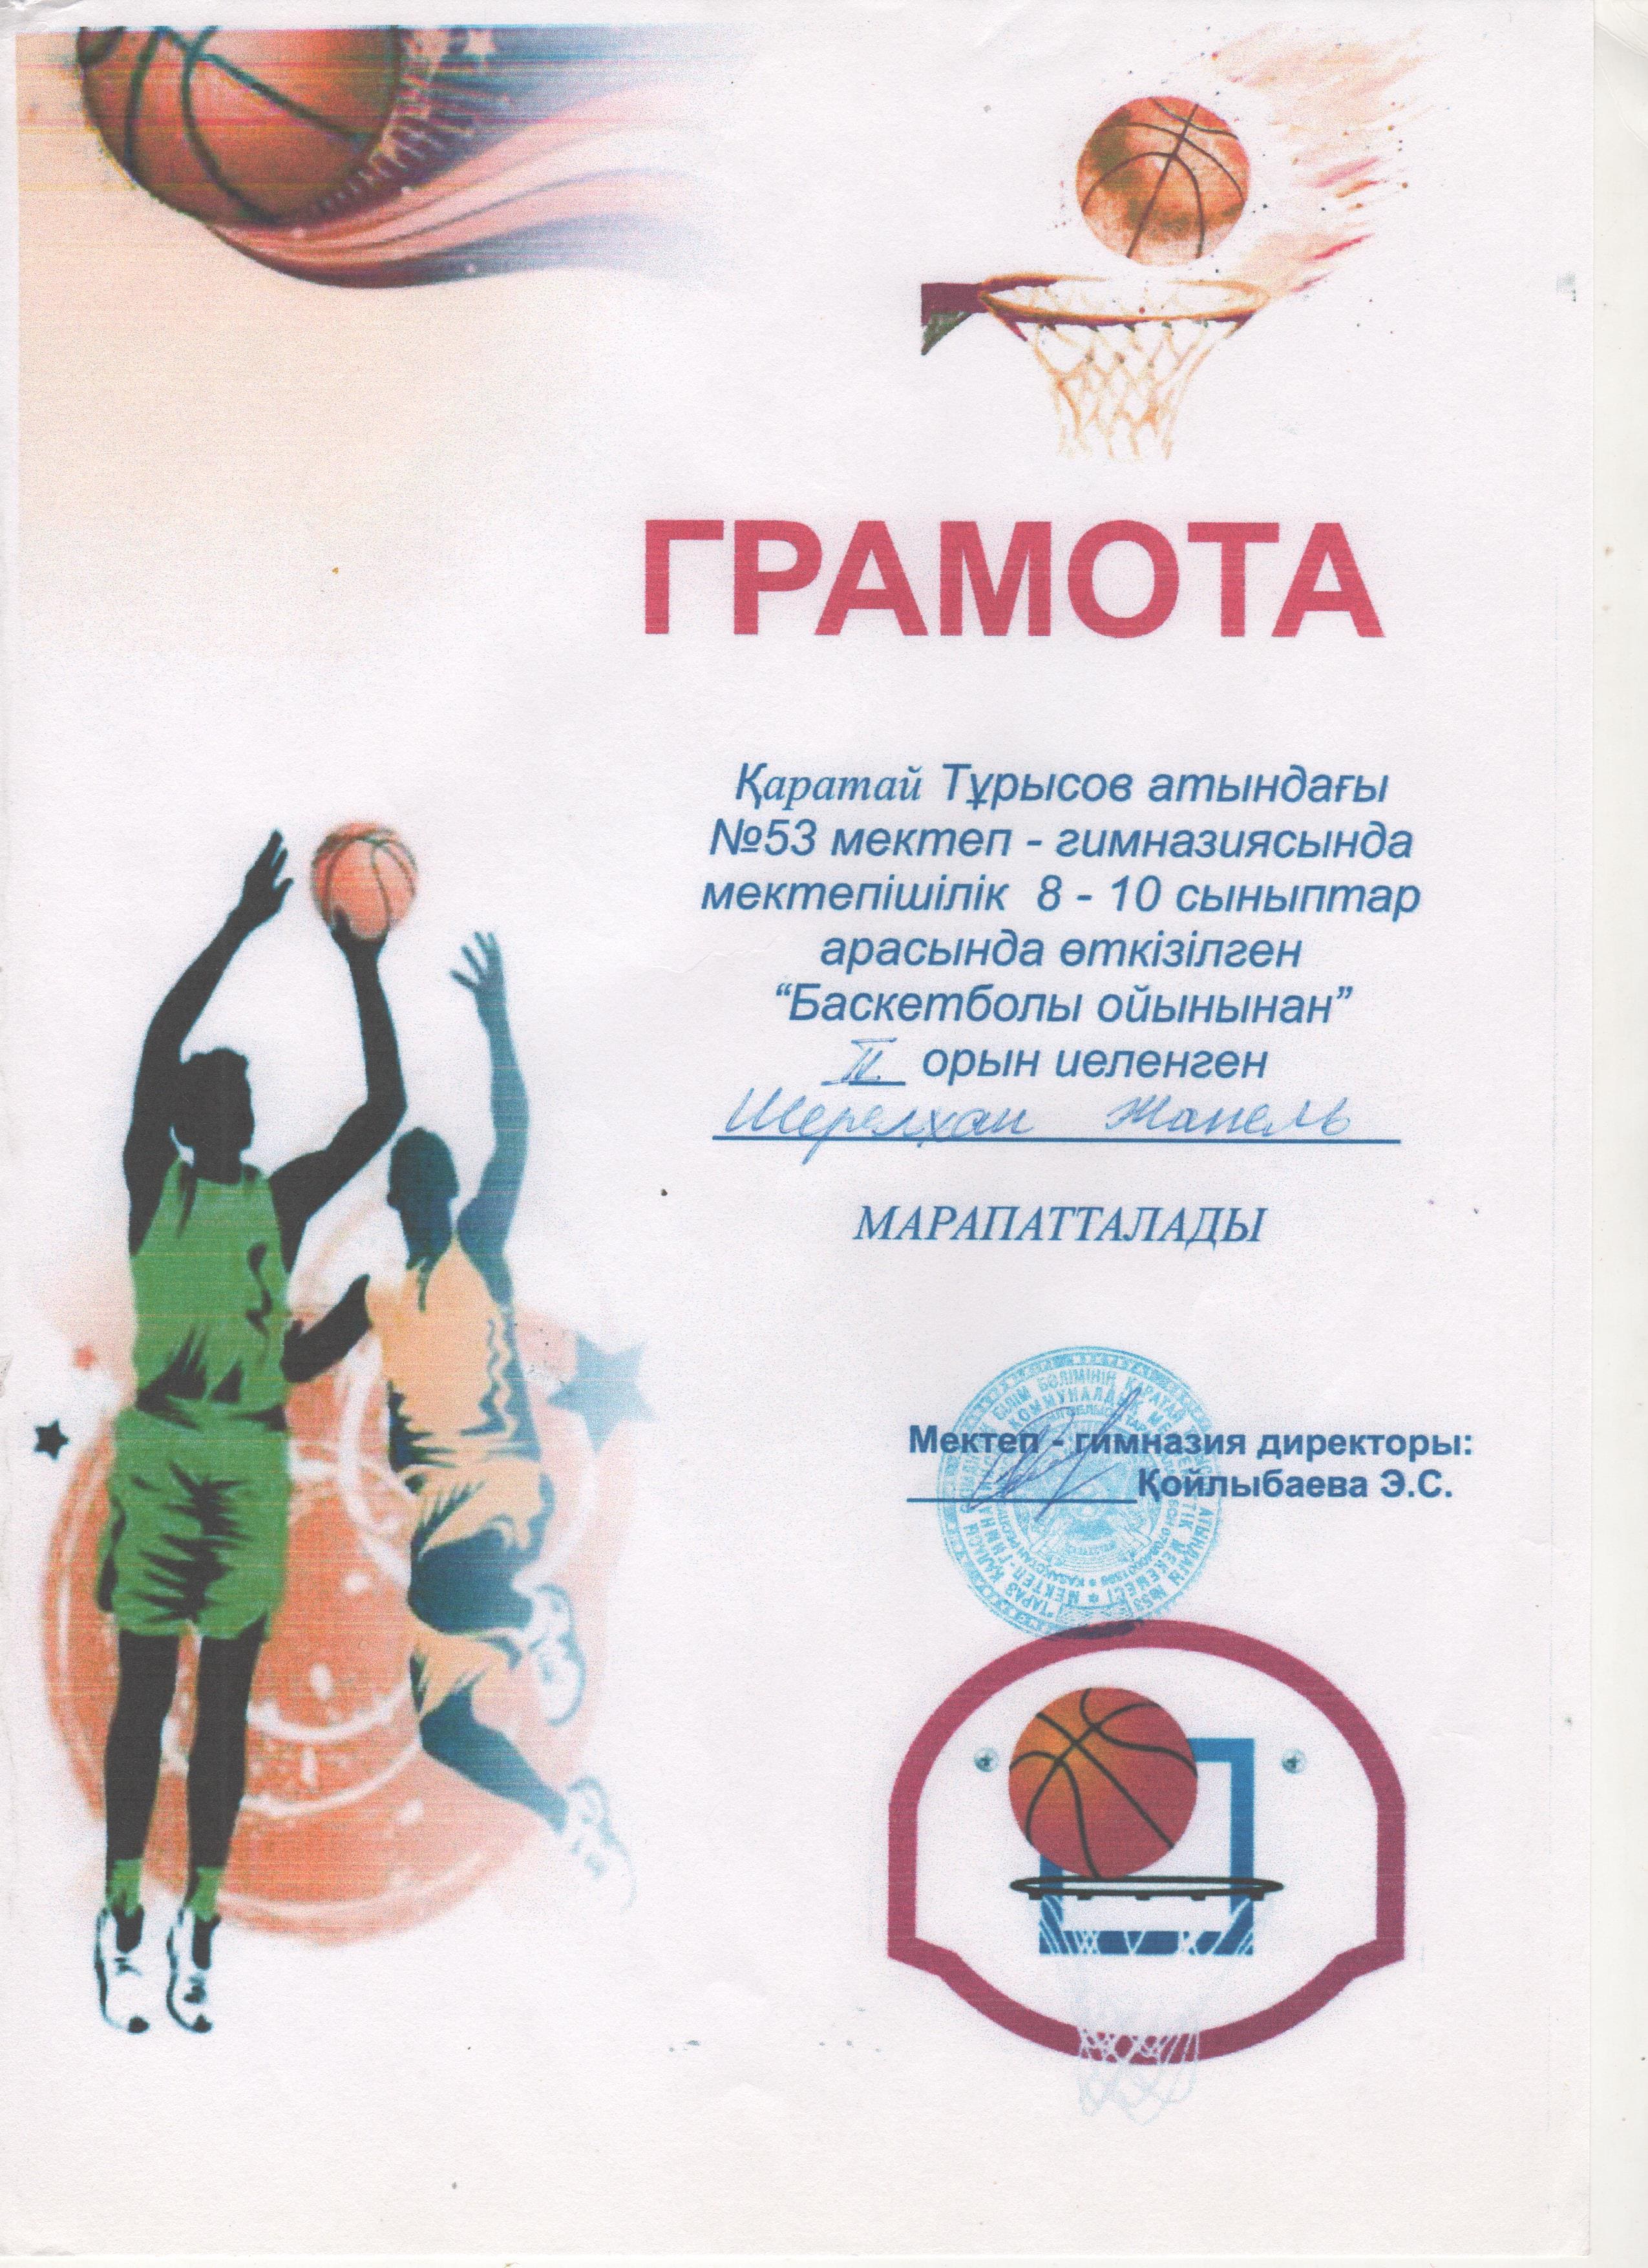 ГРАМОТА
Қаратай Тұрысов атындағы
№53 мектеп - гимназиясында
мектепішілік 8 - 10 сыныптар
арасында өткізілген
“Баскетболы ойынынан”
II орын иеленген
Жанель
МАРАПАТТАЛАДЫ
Мектеп - гимназия директоры:
Қойлыбаева Э.С.